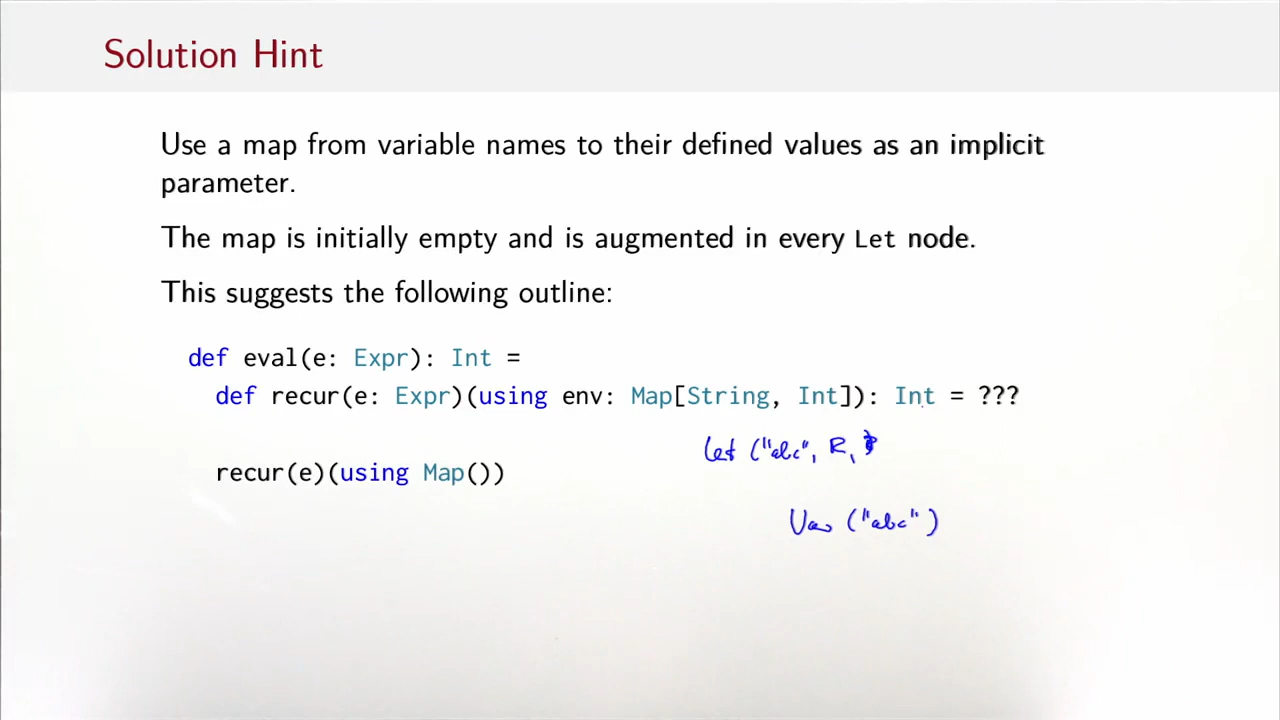 Solution Hint
Use a map from variable names to their defined values as an implicit
parameter.
The map is initially empty and is augmented in every Let node.
This suggests the following outline:
def eval(e: Expr): Int =
def recur(e: Expr)(using env: Map[String, Int]): Int = ???
Let ("abc", R,
recur(e)(using Map())
Var ("abc")